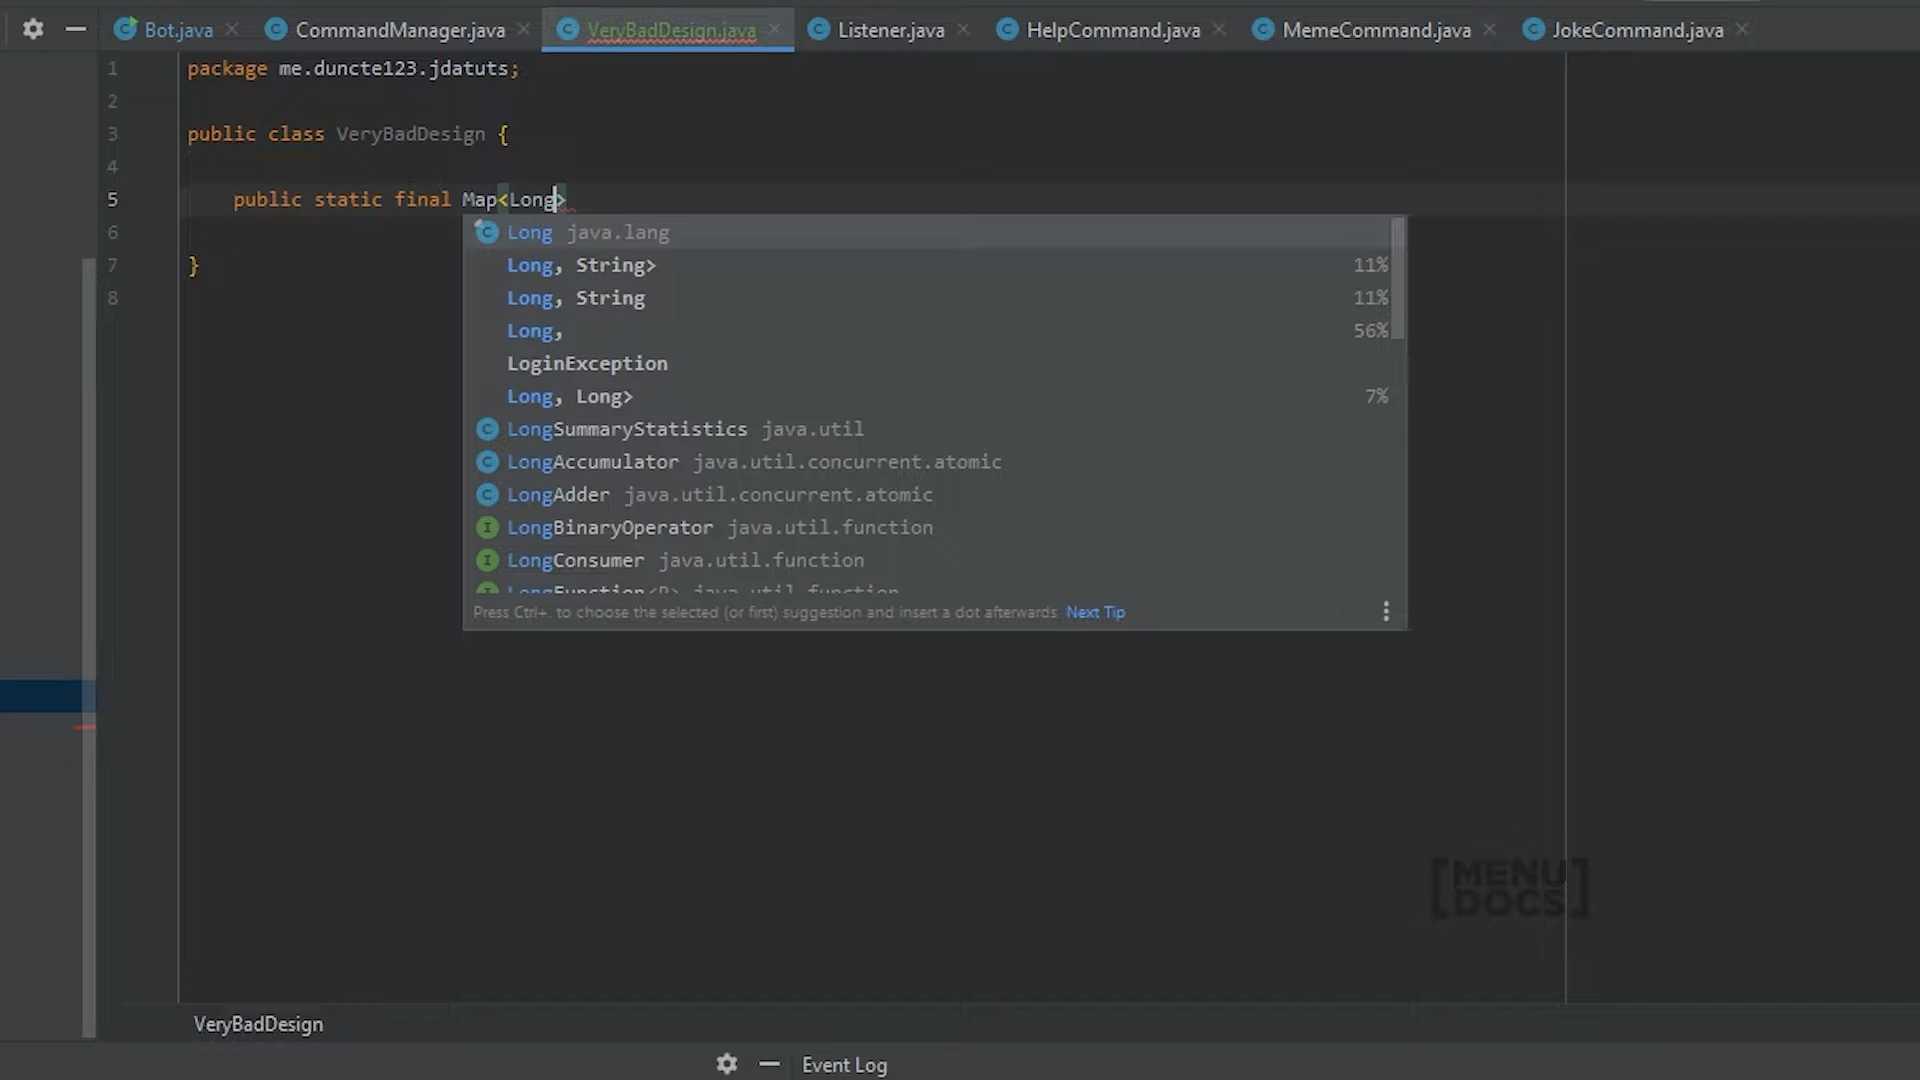 Bot.java
CommandManager.java
VeryBadDesign.java
Listener.java
HelpCommand.java
MemeCommand.java
JokeCommand.java
1 package me.duncte123.jdatuts;
2
3 public class VeryBadDesign {
4
5 public static final Map<Long>
6
7 }
8
Long java.lang
Long, String> 11%
Long, String 11%
Long, 56%
LoginException
Long, Long> 7%
LongSummaryStatistics java.util
LongAccumulator java.util.concurrent.atomic
LongAdder java.util.concurrent.atomic
LongBinaryOperator java.util.function
LongConsumer java.util.function
LongFunction<R> java.util.function
Press Ctrl+. to choose the selected (or first) suggestion and insert a dot afterwards Next Tip
[MENU
DOCS]
VeryBadDesign
Event Log